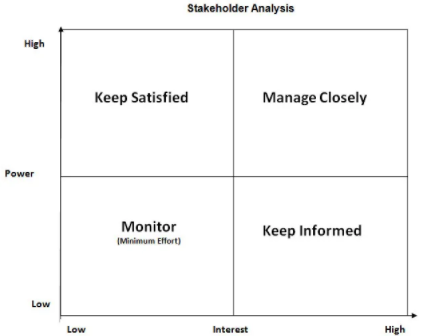 Stakeholder Analysis
High
Keep Satisfied
Manage Closely
Power
Monitor
(Minimum Effort)
Keep Informed
Low
Low
Interest
High